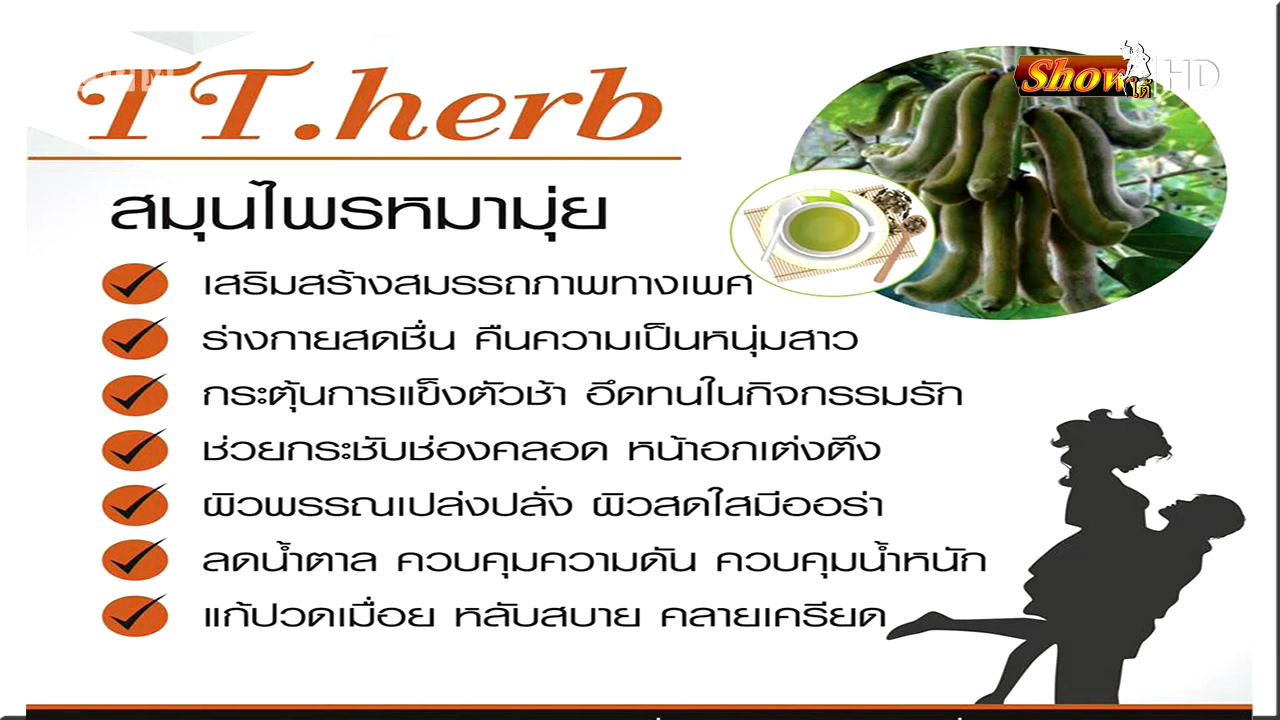 TT.herb
Show ใต้ HD
สมุนไพรหมามุ่ย
เสริมสร้างสมรรถภาพทางเพศ
ร่างกายสดชื่น คืนความเป็นหนุ่มสาว
กระตุ้นการแข็งตัวช้า อึดทนในกิจกรรมรัก
ช่วยกระชับช่องคลอด หน้าอกเต่งตึง
ผิวพรรณเปล่งปลั่ง ผิวสดใสมีออร่า
ลดน้ำตาล ควบคุมความดัน ควบคุมน้ำหนัก
แก้ปวดเมื่อย หลับสบาย คลายเครียด